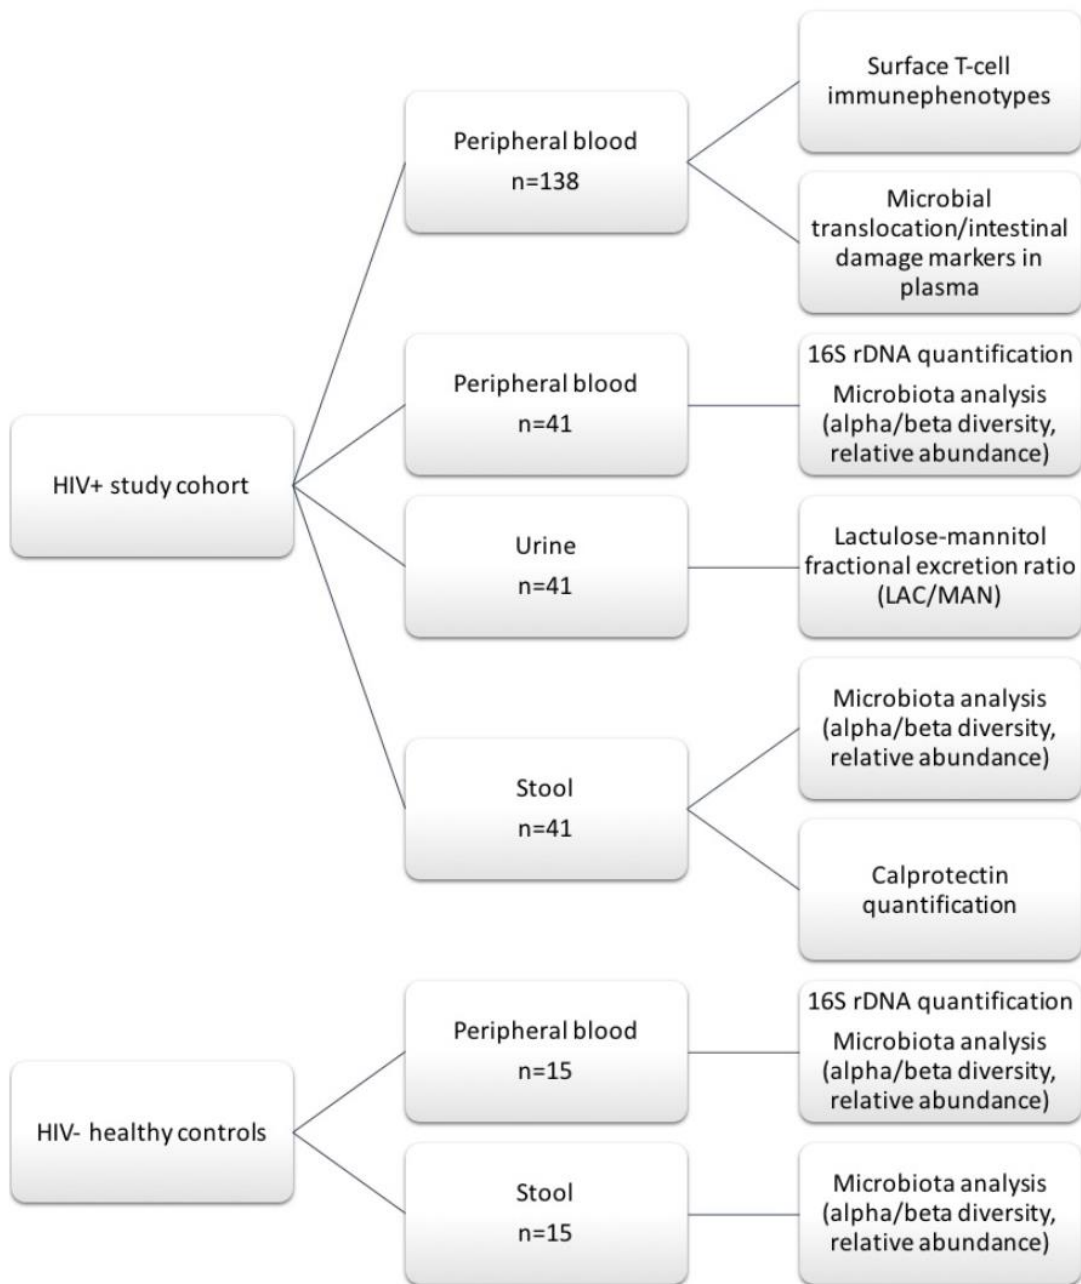 HIV+ study cohort
Peripheral blood
n=138
Surface T-cell
immunephenotypes
Microbial
translocation/intestinal
damage markers in
plasma
Peripheral blood
n=41
16S rDNA quantification
Microbiota analysis
(alpha/beta diversity,
relative abundance)
Urine
n=41
Lactulose-mannitol
fractional excretion ratio
(LAC/MAN)
Stool
n=41
Microbiota analysis
(alpha/beta diversity,
relative abundance)
Calprotectin
quantification
HIV- healthy controls
Peripheral blood
n=15
16S rDNA quantification
Microbiota analysis
(alpha/beta diversity,
relative abundance)
Stool
n=15
Microbiota analysis
(alpha/beta diversity,
relative abundance)